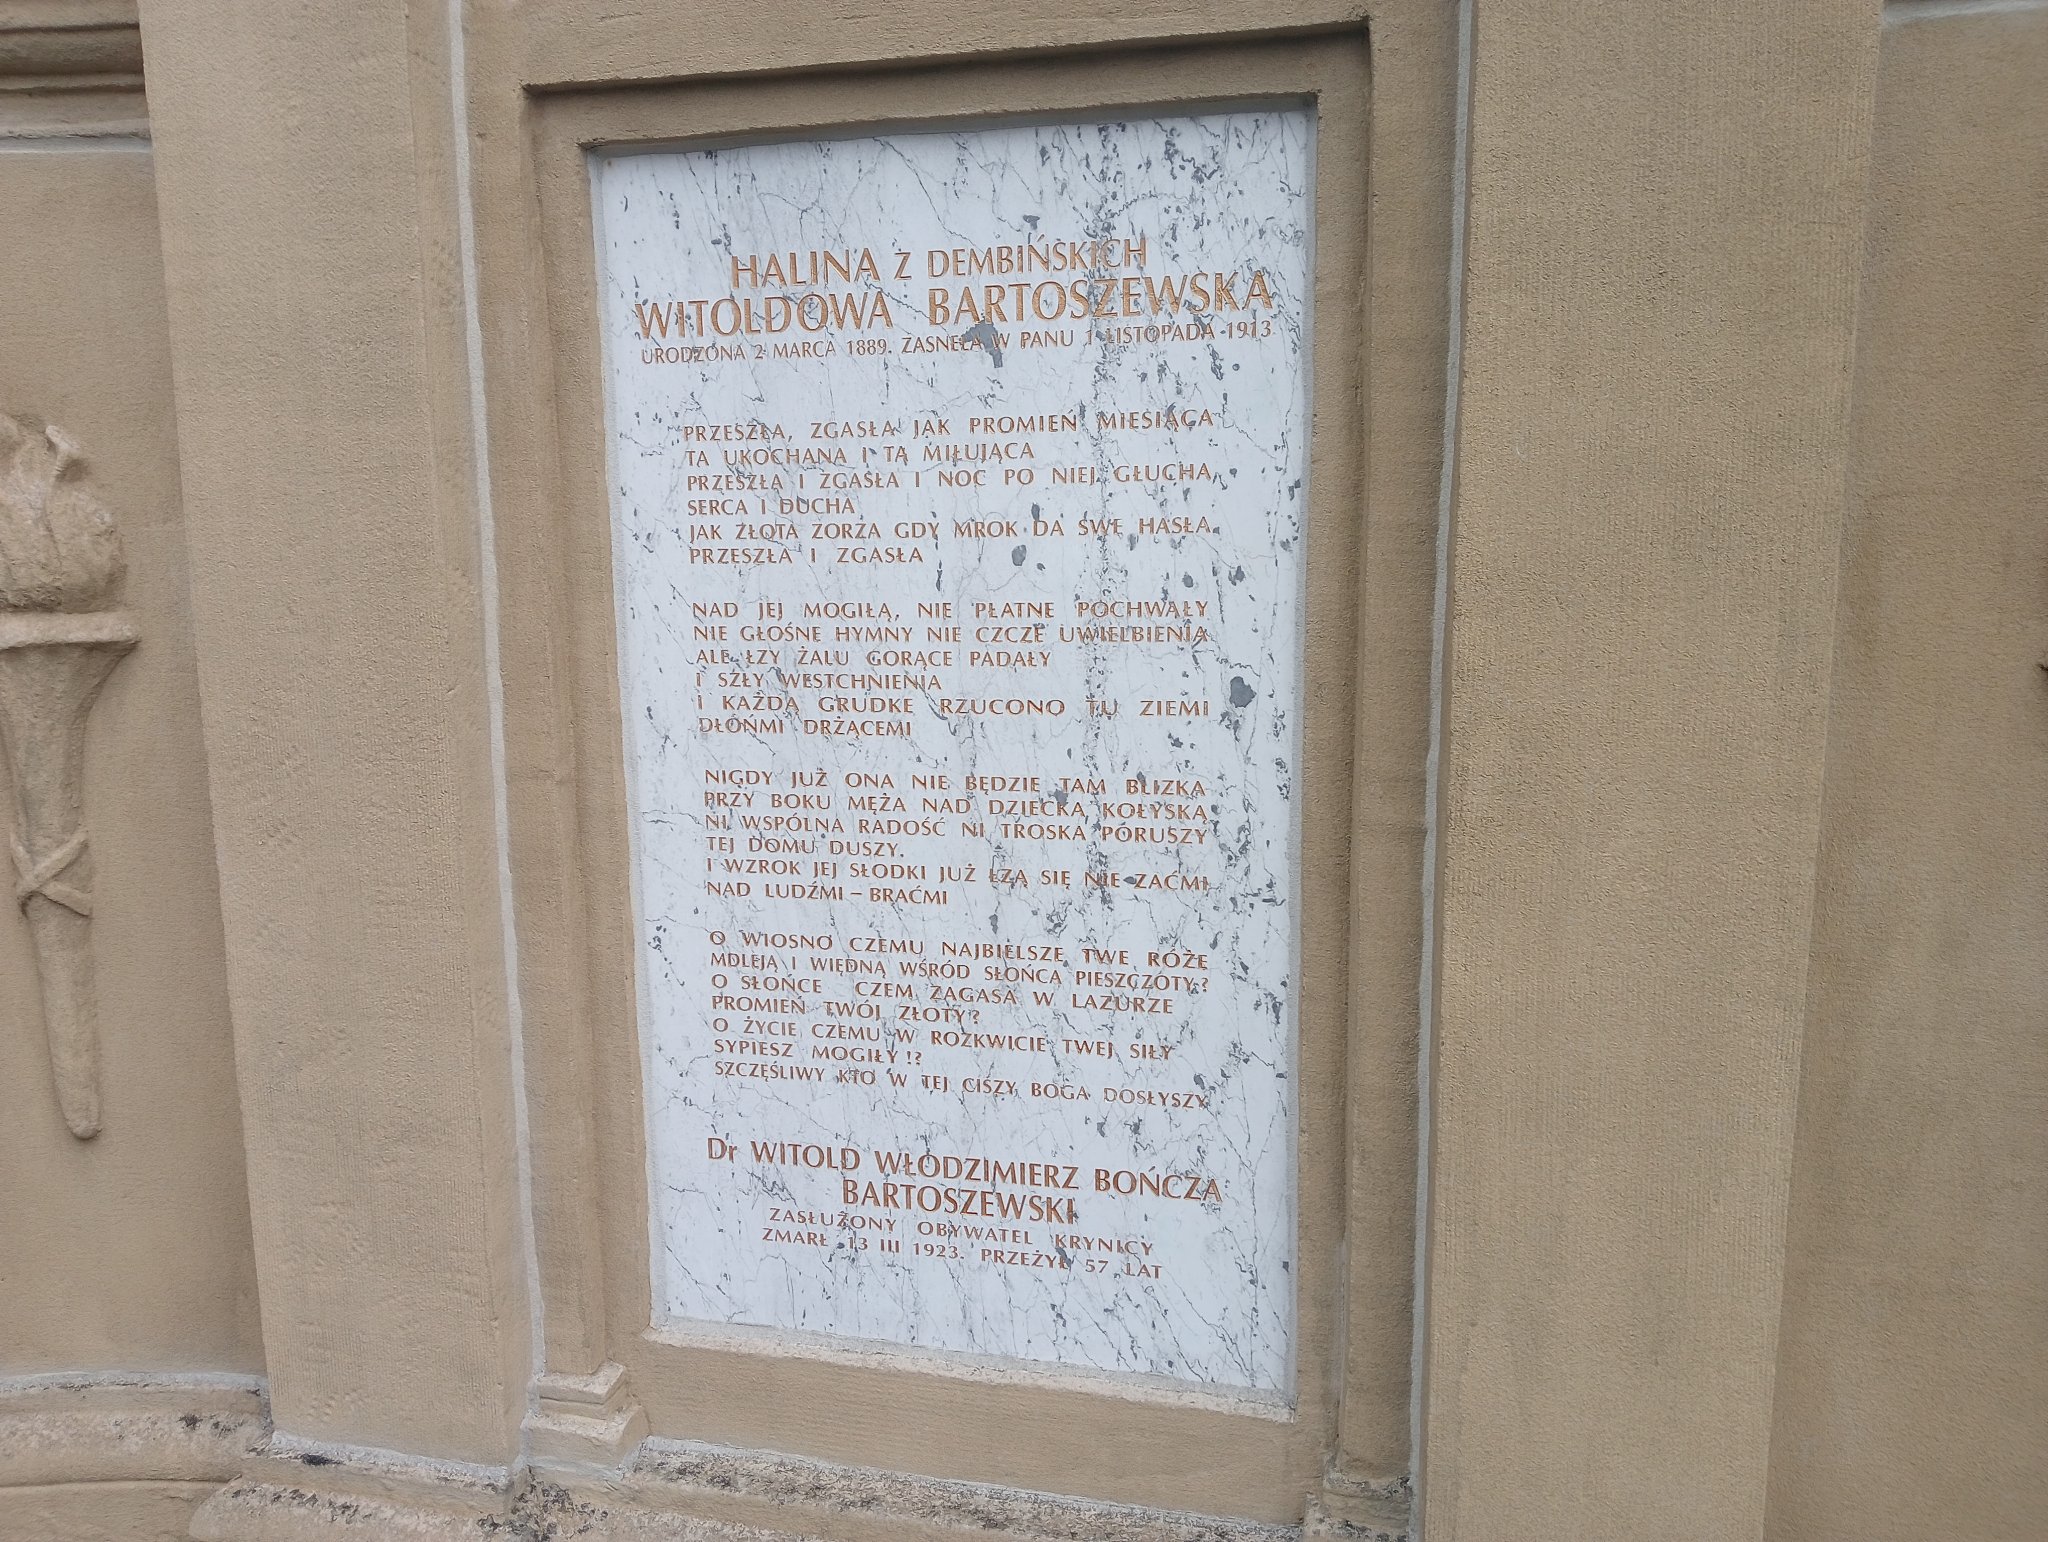 HALINA Z DEMBIŃSKICH
WITOLDOWA BARTOSZEWSKA
URODZONA 2 MARCA 1889. ZASNĘŁA W PANU 1 LISTOPADA 1913
PRZESZŁA, ZGASŁA JAK PROMIEŃ MIESIĄCA
TA UKOCHANA I TA MIŁUJĄCA
PRZESZŁA I ZGASŁA I NOC PO NIEJ GŁUCHA
SERCA I DUCHA
JAK ZŁOTA ZORZA GDY MROK DA SWE HASŁA
PRZESZŁA I ZGASŁA
NAD JEJ MOGIŁĄ, NIE PŁATNE POCHWAŁY
NIE GŁOŚNE HYMNY NIE CZCZE UWIELBIENIA
ALE ŁZY ŻALU GORĄCE PADAŁY
I SZŁY WESTCHNIENIA
I KAŻDĄ GRUDKĘ RZUCONO TU ZIEMI
DŁOŃMI DRŻĄCEMI
NIGDY JUŻ ONA NIE BĘDZIE TAM BLIZKA
PRZY BOKU MĘŻA NAD DZIECKA KOŁYSKĄ
NI WSPÓLNA RADOŚĆ NI TROSKA PORUSZY
TEJ DOMU DUSZY.
I WZROK JEJ SŁODKI JUŻ ŁZĄ SIĘ NIE ZAĆMI
NAD LUDŹMI – BRAĆMI
O WIOSNO CZEMU NAJBIELSZE TWE RÓŻE
MDLEJĄ I WIĘDNĄ WŚRÓD SŁOŃCA PIESZCZOTY?
O SŁOŃCE CZEM ZAGASA W LAZURZE
PROMIEŃ TWÓJ ZŁOTY?
O ŻYCIE CZEMU W ROZKWICIE TWEJ SIŁY
SYPIESZ MOGIŁY!?
SZCZĘŚLIWY KTO W TEJ CISZY BOGA DOSŁYSZY
Dr WITOLD WŁODZIMIERZ BOŃCZA
BARTOSZEWSKI
ZASŁUŻONY OBYWATEL KRYNICY
ZMARŁ 13 III 1923. PRZEŻYŁ 57 LAT